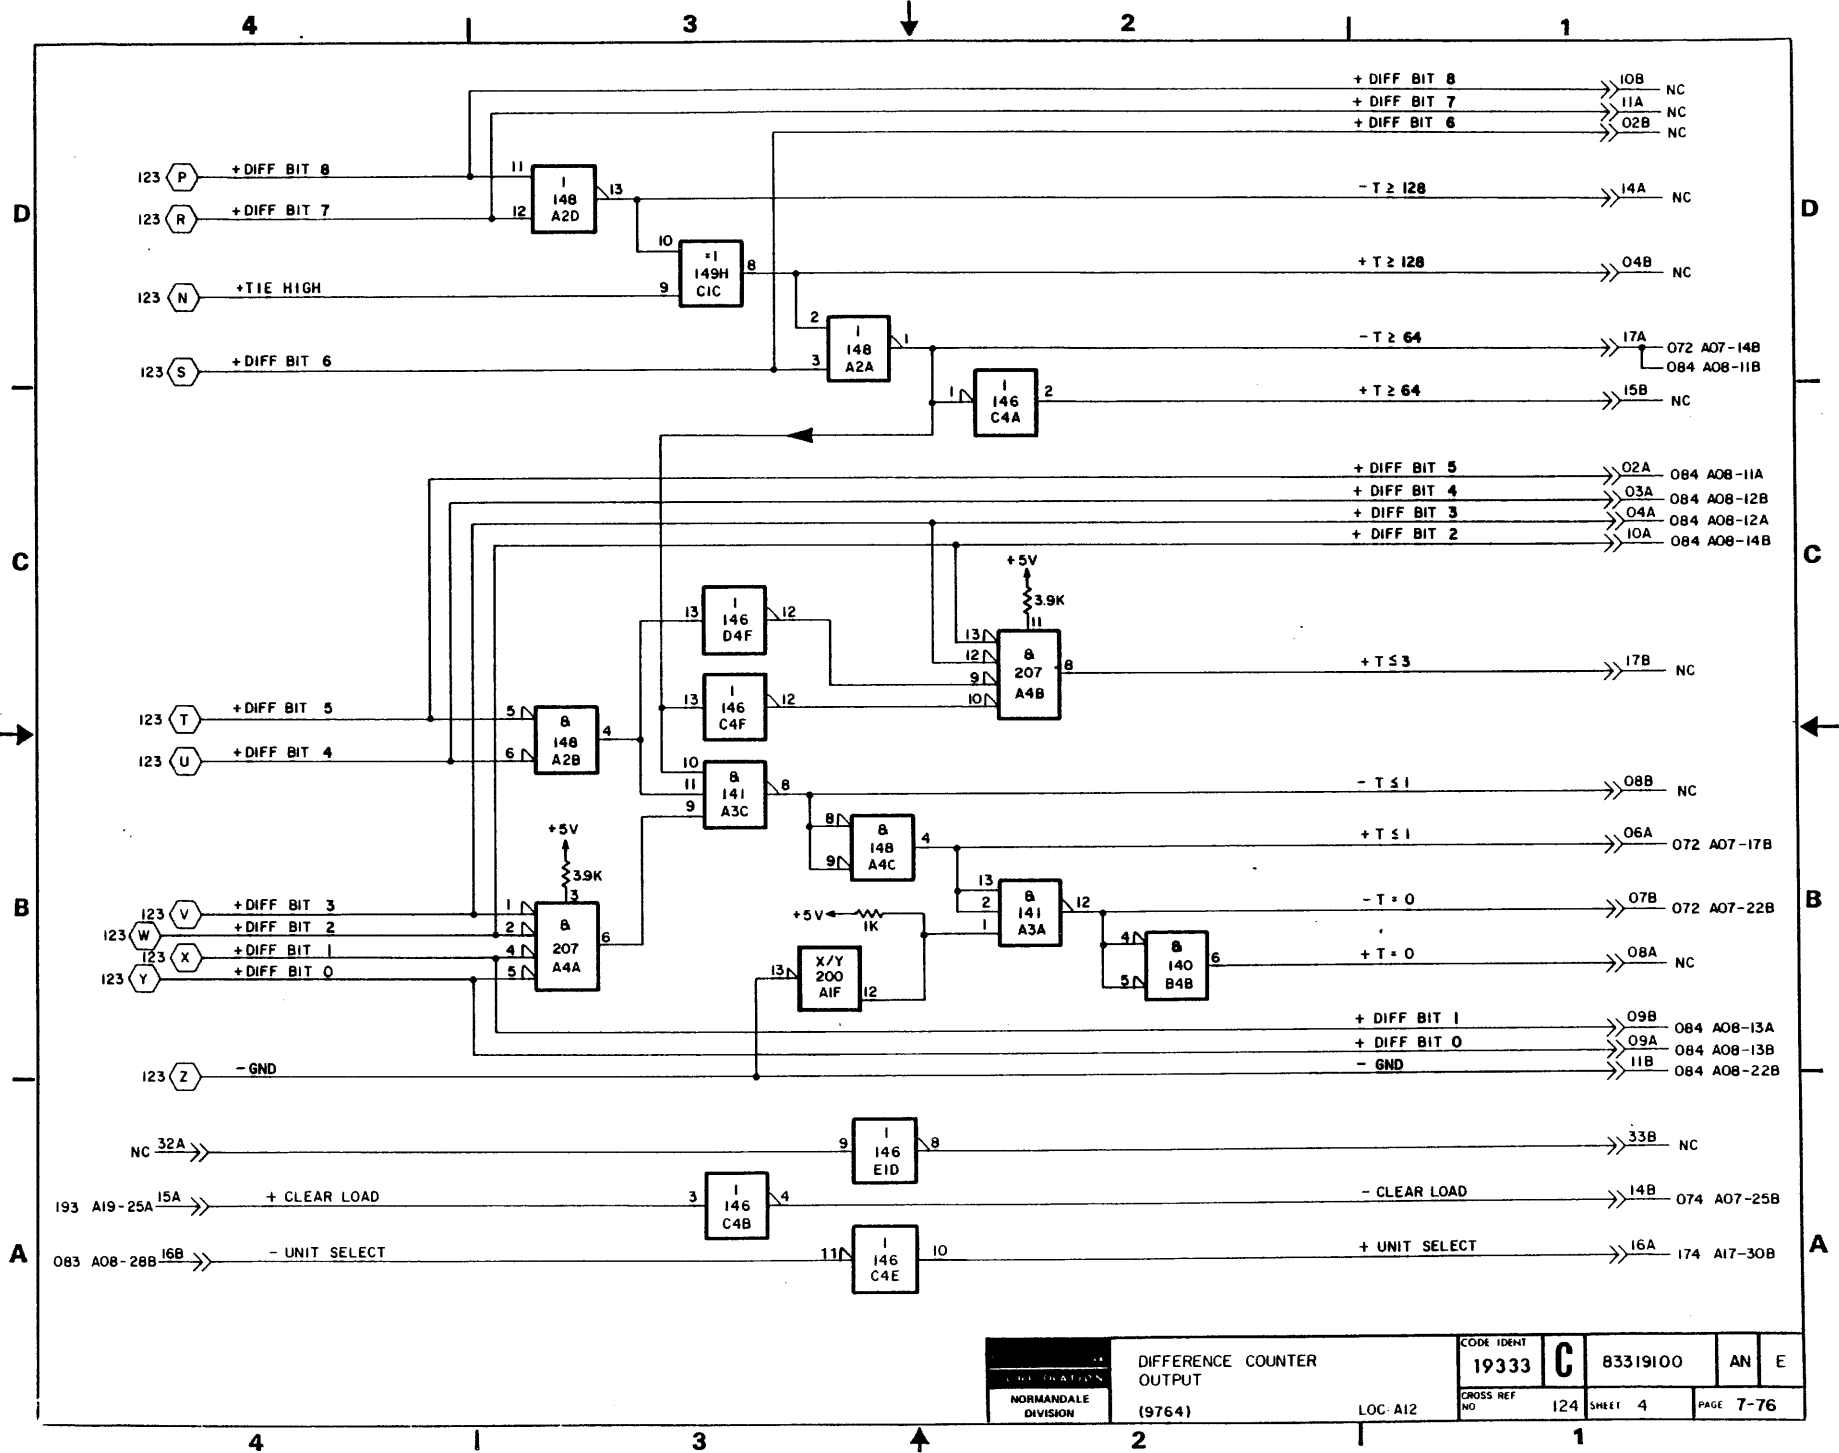 4 3 2 1
+ DIFF BIT 8 10B NC
+ DIFF BIT 7 11A NC
+ DIFF BIT 6 02B NC
123 P +DIFF BIT 8 11
1 148 A2D 13
- T ≥ 128 14A NC
D D
123 R +DIFF BIT 7 12
10 =1 149H C1C 8
+ T ≥ 128 04B NC
123 N +TIE HIGH 9
2 1 148 A2A 1
- T ≥ 64 17A 072 A07-14B
084 A08-11B
123 S +DIFF BIT 6 3
1 1 146 C4A 2
+ T ≥ 64 15B NC
+ DIFF BIT 5 02A 084 A08-11A
+ DIFF BIT 4 03A 084 A08-12B
+ DIFF BIT 3 04A 084 A08-12A
+ DIFF BIT 2 10A 084 A08-14B
C C
+5V
3.9K
11
13 1 146 D4F 12
13 12 9 10 & 207 A4B 8
+ T ≤ 3 17B NC
13 1 146 C4F 12
123 T +DIFF BIT 5 5
& 148 A2B 4
123 U +DIFF BIT 4 6
10 11 9 & 141 A3C 8
- T ≤ 1 08B NC
8 9 & 148 A4C 4
+ T ≤ 1 06A 072 A07-17B
+5V
3.9K
3
B B
123 V +DIFF BIT 3 1
123 W +DIFF BIT 2 2
123 X +DIFF BIT 1 4
123 Y +DIFF BIT 0 5
& 207 A4A 6
+5V 1K
13 2 1 & 141 A3A 12
- T = 0 07B 072 A07-22B
13 X/Y 200 A1F 12
4 5 & 140 B4B 6
+ T = 0 08A NC
+ DIFF BIT 1 09B 084 A08-13A
+ DIFF BIT 0 09A 084 A08-13B
123 Z -GND - GND 11B 084 A08-22B
NC 32A 9 1 146 E1D 8 33B NC
193 A19-25A 15A + CLEAR LOAD 3 1 146 C4B 4 - CLEAR LOAD 14B 074 A07-25B
A A
083 A08-28B 16B - UNIT SELECT 11 1 146 C4E 10 + UNIT SELECT 16A 174 A17-30B
NORMANDALE
DIVISION
DIFFERENCE COUNTER
OUTPUT
(9764) LOC: A12
CODE IDENT
19333 C 83319100 AN E
CROSS REF
NO 124 SHEET 4 PAGE 7-76
4 3 2 1